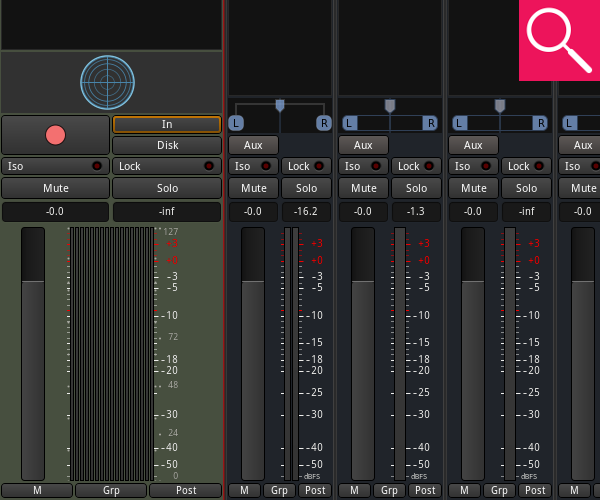 L R L R L R L
In
Disk Aux Aux Aux Aux
Iso Lock Iso Lock Iso Lock Iso Lock Iso
Mute Solo Mute Solo Mute Solo Mute Solo Mute
-0.0 -inf -0.0 -16.2 -0.0 -1.3 -0.0 -inf -0.0
127
+3 +3 +3 +3
+0 +0 +0 +0
-3 -3 -3 -3
-5 -5 -5 -5
-10 -10 -10 -10
72
-15 -15 -15
-18 -18 -18 -18
-20 -20 -20 -20
48
-25 -25 -25
-30 -30 -30 -30
24
-40 -40 -40 -40
-50 -50 -50 -50
0 dBFS dBFS dBFS
M Grp Post M Grp Post M Grp Post M Grp Post M